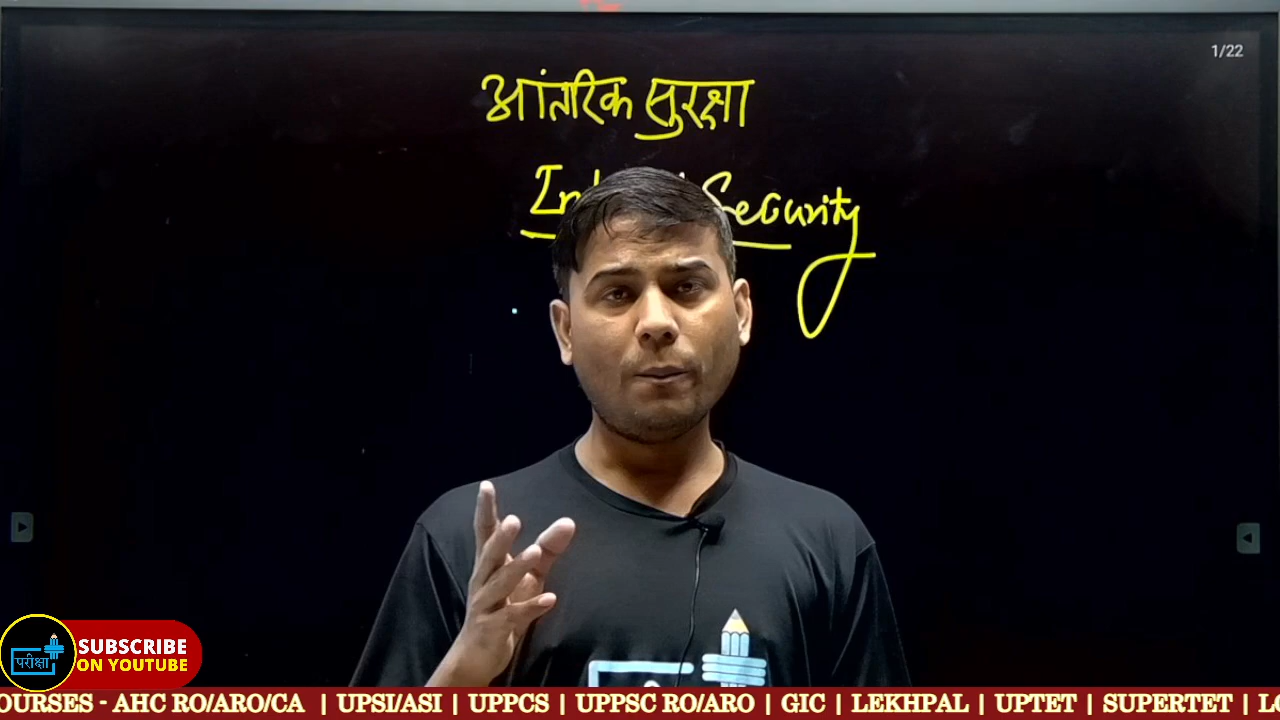 1/22
आंतरिक सुरक्षा
Security
परीक्षा
SUBSCRIBE
ON YOUTUBE
COURSES - AHC RO/ARO/CA | UPSI/ASI | UPPCS | UPPSC RO/ARO | GIC | LEKHPAL | UPTET | SUPERTET |